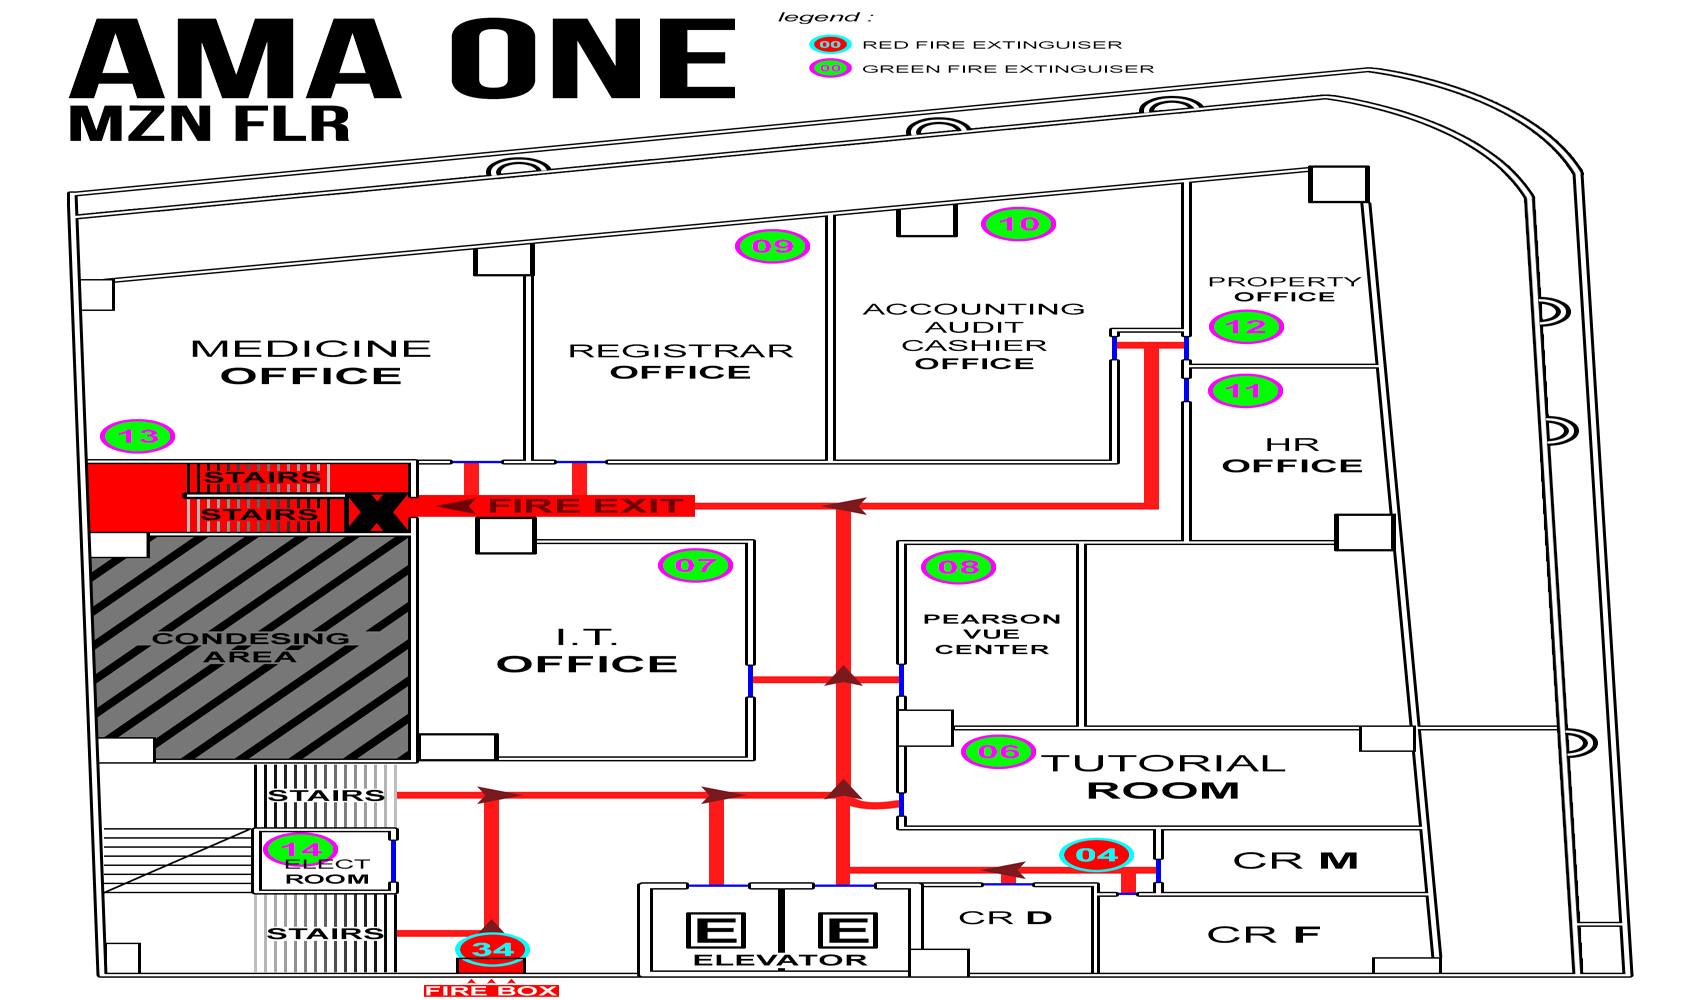 AMA ONE
MZN FLR
legend :
00 RED FIRE EXTINGUISER
00 GREEN FIRE EXTINGUISER
10
09
PROPERTY
OFFICE
12
ACCOUNTING
AUDIT
CASHIER
OFFICE
MEDICINE
OFFICE
REGISTRAR
OFFICE
11
13
HR
OFFICE
STAIRS
STAIRS
X
FIRE EXIT
07
08
CONDESING
AREA
I.T.
OFFICE
PEARSON
VUE
CENTER
06
TUTORIAL
ROOM
STAIRS
14
ELECT
ROOM
04
CR M
STAIRS
34
FIRE BOX
E
E
ELEVATOR
CR D
CR F